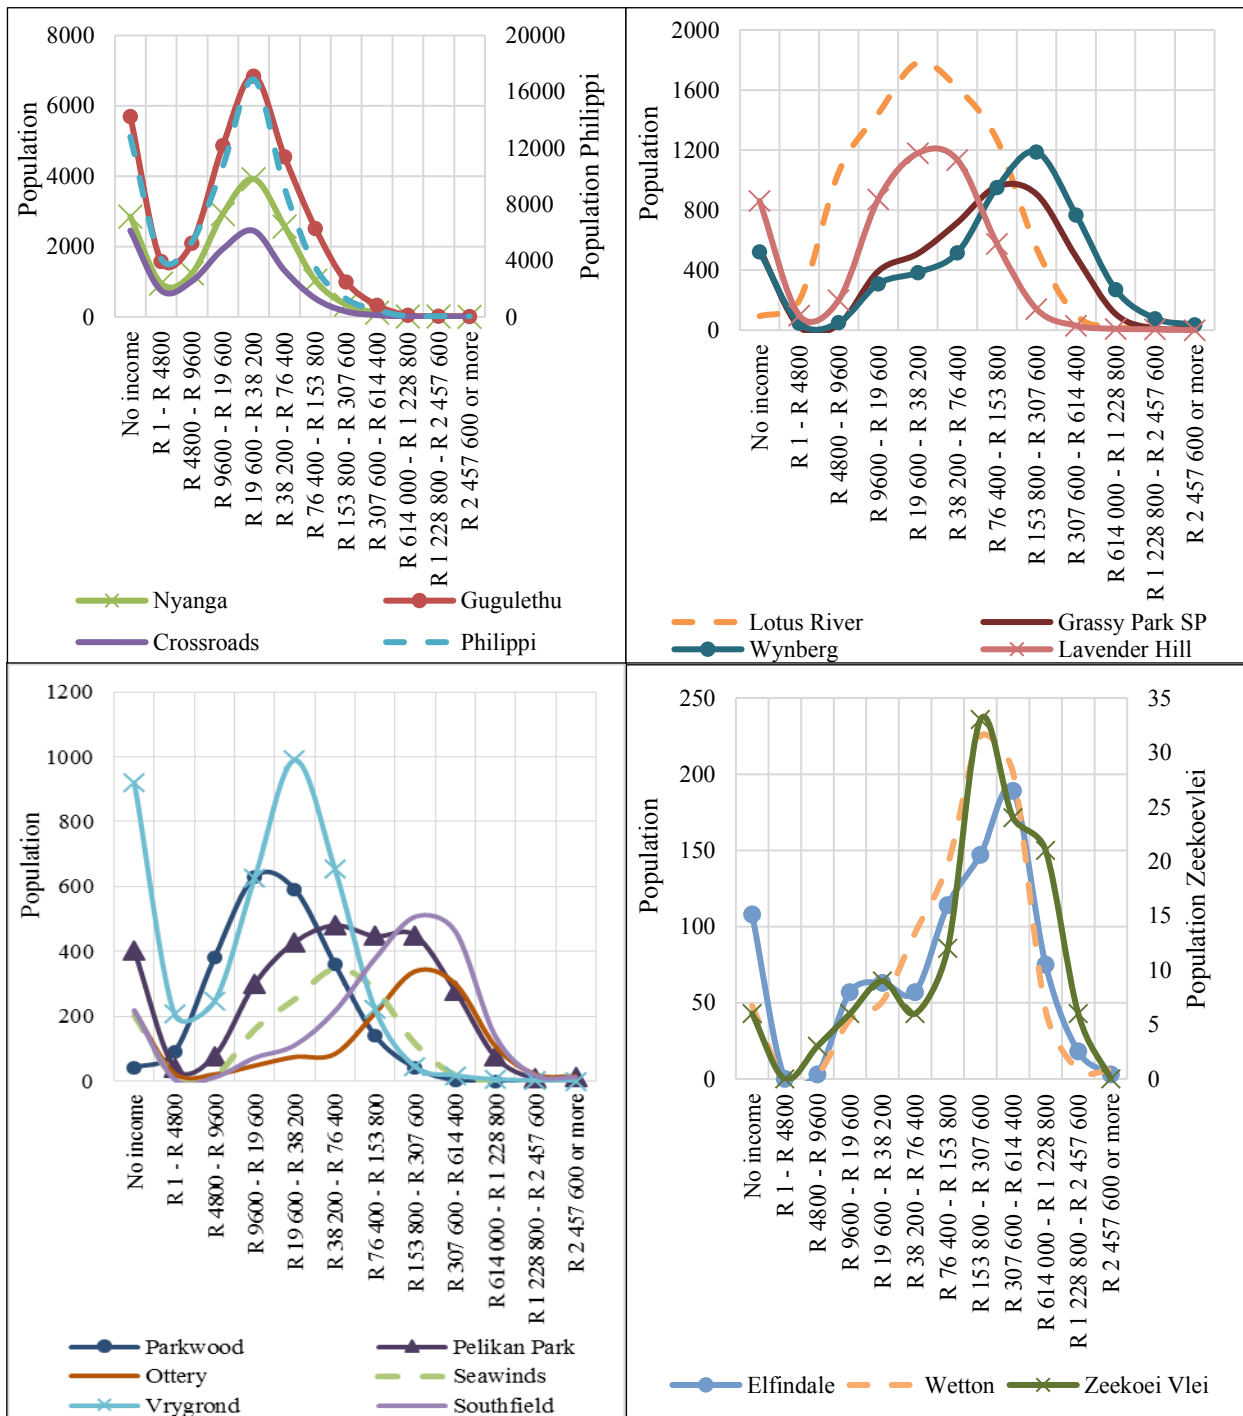 8000
6000
4000
2000
0
Population
20000
16000
12000
8000
4000
0
Population Philippi
No income
R 1 - R 4800
R 4800 - R 9600
R 9600 - R 19 600
R 19 600 - R 38 200
R 38 200 - R 76 400
R 76 400 - R 153 800
R 153 800 - R 307 600
R 307 600 - R 614 400
R 614 000 - R 1 228 800
R 1 228 800 - R 2 457 600
R 2 457 600 or more
Nyanga
Gugulethu
Crossroads
Philippi
2000
1600
1200
800
400
0
Population
No income
R 1 - R 4800
R 4800 - R 9600
R 9600 - R 19 600
R 19 600 - R 38 200
R 38 200 - R 76 400
R 76 400 - R 153 800
R 153 800 - R 307 600
R 307 600 - R 614 400
R 614 000 - R 1 228 800
R 1 228 800 - R 2 457 600
R 2 457 600 or more
Lotus River
Grassy Park SP
Wynberg
Lavender Hill
1200
1000
800
600
400
200
0
Population
No income
R 1 - R 4800
R 4800 - R 9600
R 9600 - R 19 600
R 19 600 - R 38 200
R 38 200 - R 76 400
R 76 400 - R 153 800
R 153 800 - R 307 600
R 307 600 - R 614 400
R 614 000 - R 1 228 800
R 1 228 800 - R 2 457 600
R 2 457 600 or more
Parkwood
Pelikan Park
Ottery
Seawinds
Vrygrond
Southfield
250
200
150
100
50
0
Population
35
30
25
20
15
10
5
0
Population Zeekoevlei
No income
R 1 - R 4800
R 4800 - R 9600
R 9600 - R 19 600
R 19 600 - R 38 200
R 38 200 - R 76 400
R 76 400 - R 153 800
R 153 800 - R 307 600
R 307 600 - R 614 400
R 614 000 - R 1 228 800
R 1 228 800 - R 2 457 600
R 2 457 600 or more
Elfindale
Wetton
Zeekoei Vlei